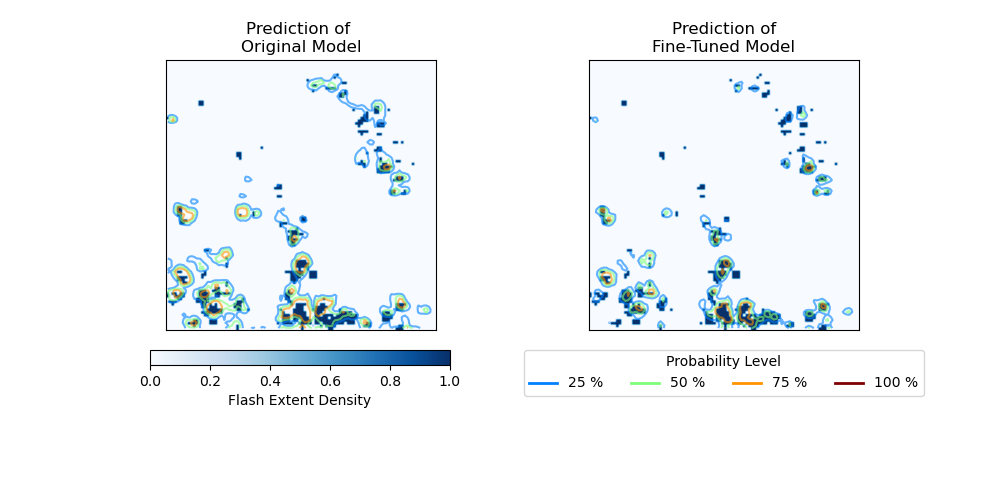 Prediction of
Original Model
Prediction of
Fine-Tuned Model
0.0 0.2 0.4 0.6 0.8 1.0
Flash Extent Density
Probability Level
25 % 50 % 75 % 100 %